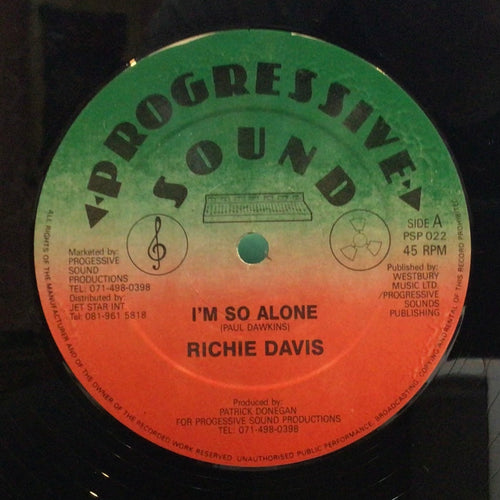 PROGRESSIVE
SOUND
SIDE A
PSP 022
45 RPM
Marketed by:
PROGESSIVE
SOUND
PRODUCTIONS
TEL: 071-498-0398
Distributed by:
JET STAR INT
Tel: 081-961 5818
Published by:
WESTBURY
MUSIC LTD.
/PROGRESSIVE
SOUNDS
PUBLISHING
I'M SO ALONE
(PAUL DAWKINS)
RICHIE DAVIS
Produced by:
PATRICK DONEGAN
FOR PROGESSIVE SOUND PRODUCTIONS
TEL: 071-498-0398
ALL RIGHTS OF THE MANUFACTURER AND OF THE OWNER OF THE RECORDED WORK RESERVED. UNAUTHORISED PUBLIC PERFORMANCE, BROADCASTING, COPYING AND RENTAL OF THIS RECORD PROHIBITED